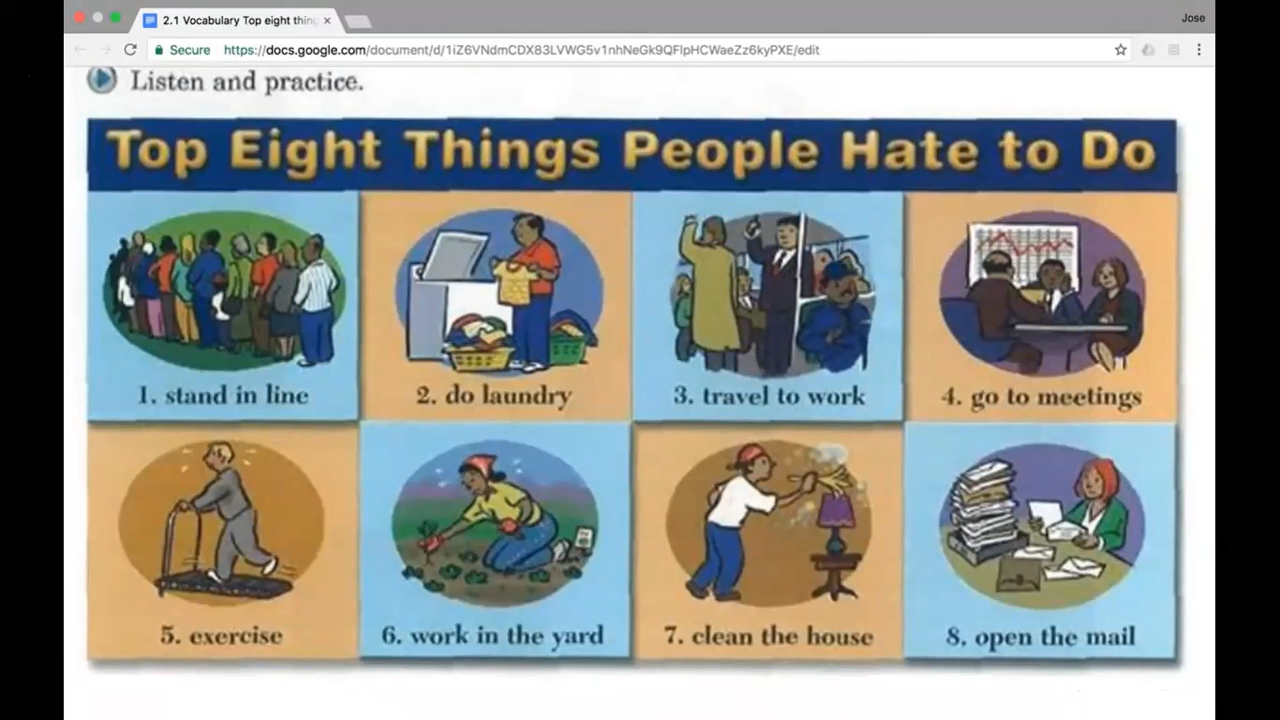 2.1 Vocabulary Top eight thing
Jose
Secure https://docs.google.com/document/d/1iZ6VNdmCDX83LVWG5v1nhNeGk9QFlpHCWaeZz6kyPXE/edit
Listen and practice.
Top Eight Things People Hate to Do
1. stand in line
2. do laundry
3. travel to work
4. go to meetings
5. exercise
6. work in the yard
7. clean the house
8. open the mail